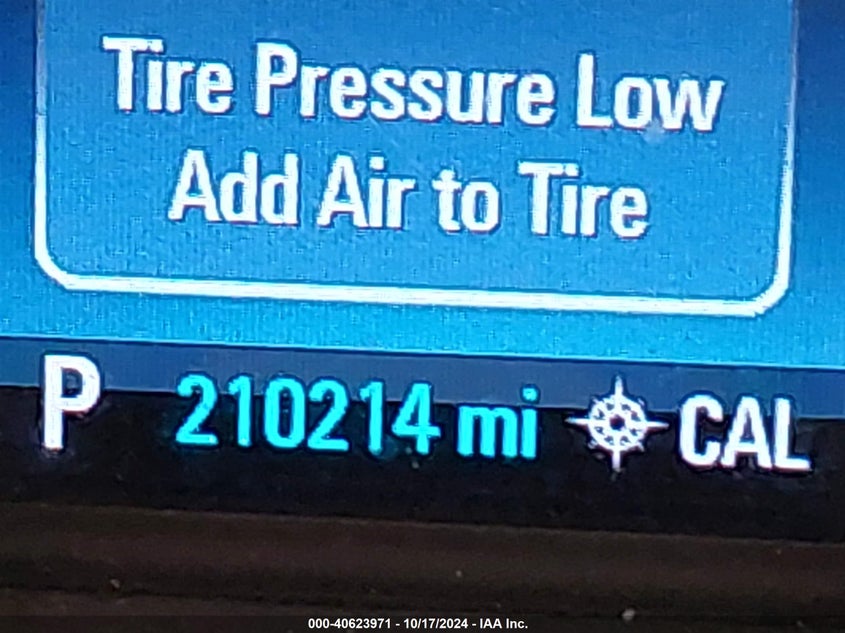 Tire Pressure Low
Add Air to Tire
P 210214 mi CAL
000-40623971 - 10/17/2024 - IAA Inc.